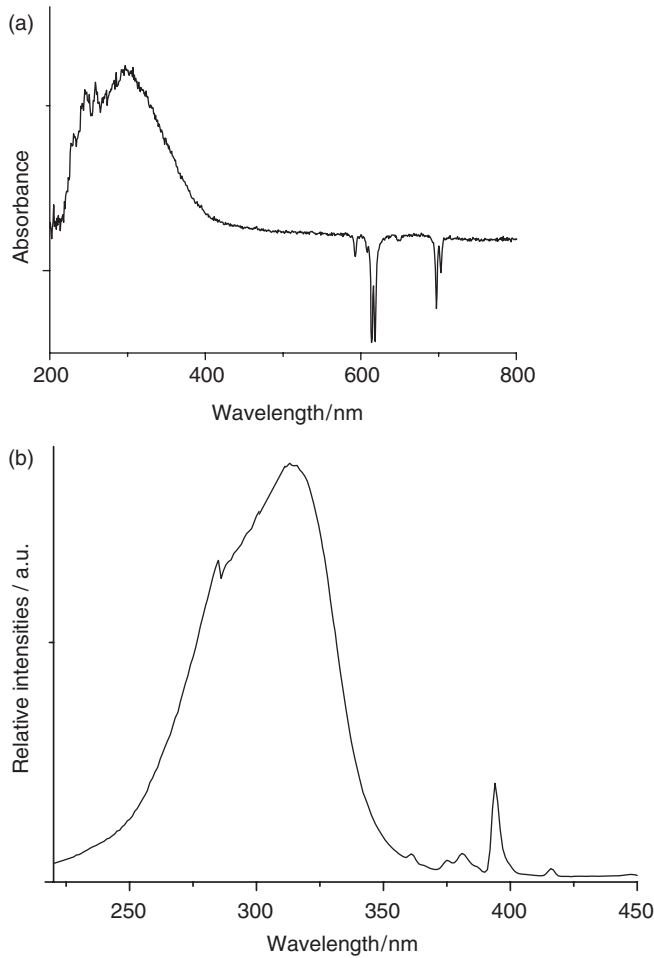 (a)
Absorbance
200
400
600
800
Wavelength/nm
(b)
Relative intensities / a.u.
250
300
350
400
450
Wavelength/nm